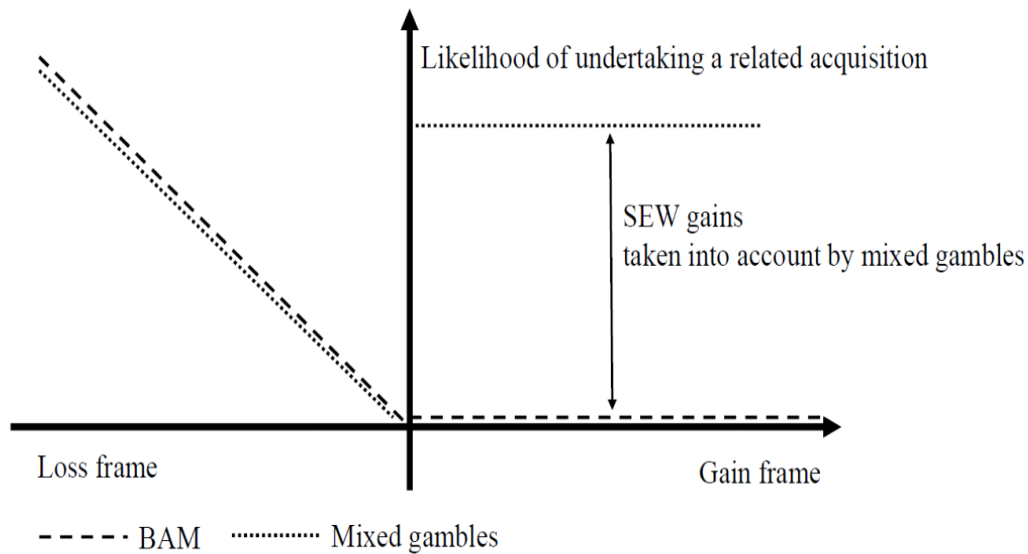 Likelihood of undertaking a related acquisition
SEW gains
taken into account by mixed gambles
Loss frame
Gain frame
BAM
Mixed gambles